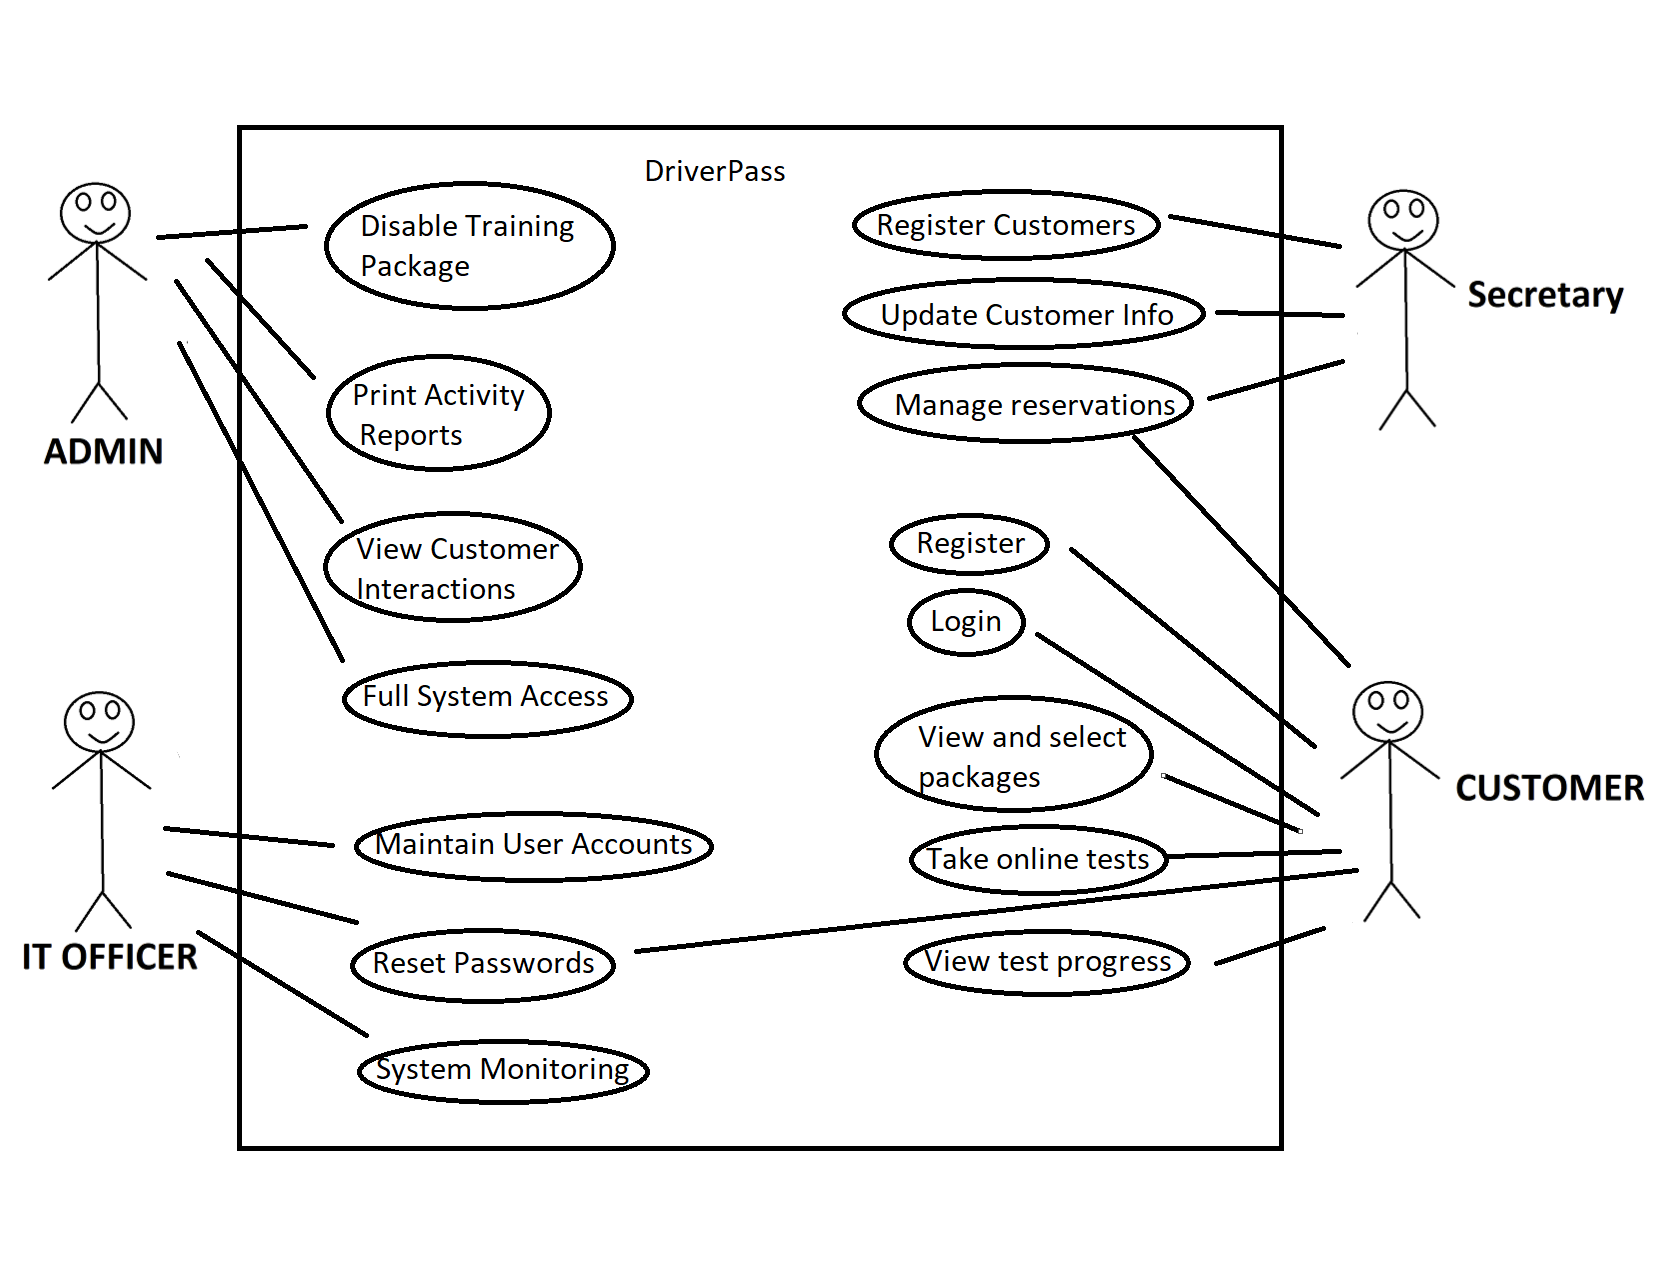 DriverPass
Disable Training
Package
Print Activity
Reports
View Customer
Interactions
Full System Access
Maintain User Accounts
Reset Passwords
System Monitoring
Register Customers
Update Customer Info
Manage reservations
Register
Login
View and select
packages
Take online tests
View test progress
ADMIN
IT OFFICER
Secretary
CUSTOMER